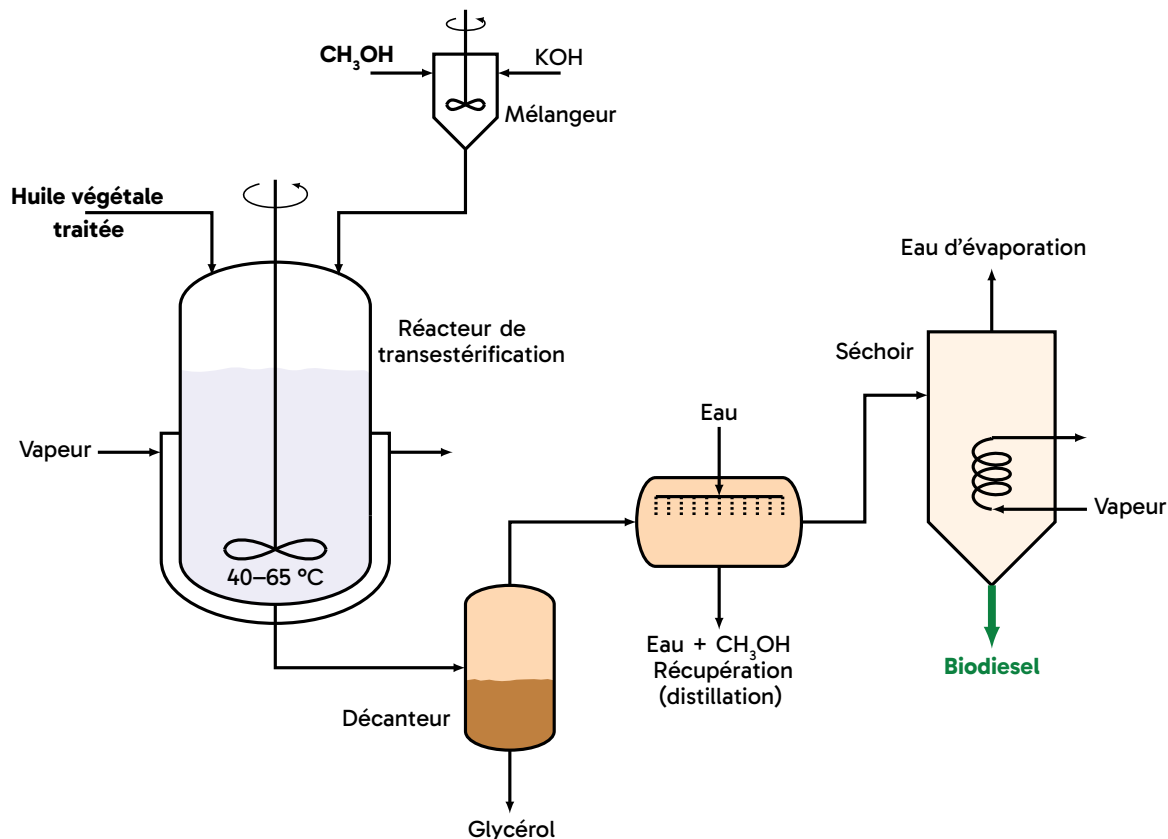 CH₃OH
KOH
Mélangeur
Huile végétale
traitée
Réacteur de
transestérification
Vapeur
40–65 °C
Décanteur
Glycérol
Eau
Eau + CH₃OH
Récupération
(distillation)
Eau d’évaporation
Séchoir
Vapeur
Biodiesel